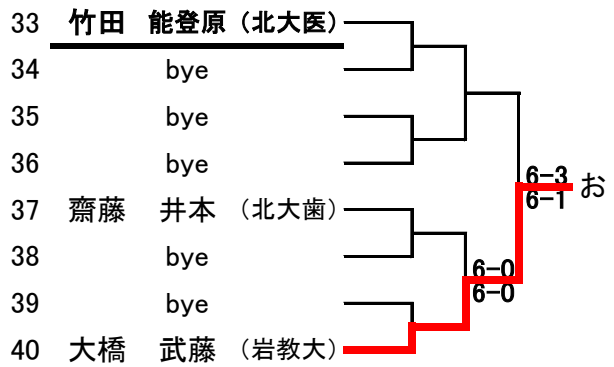 33 竹田 能登原 (北大医)
34 bye
35 bye
36 bye
6-3
お
6-1
37 齋藤 井本 (北大歯)
38 bye
6-0
6-0
39 bye
40 大橋 武藤 (岩教大)